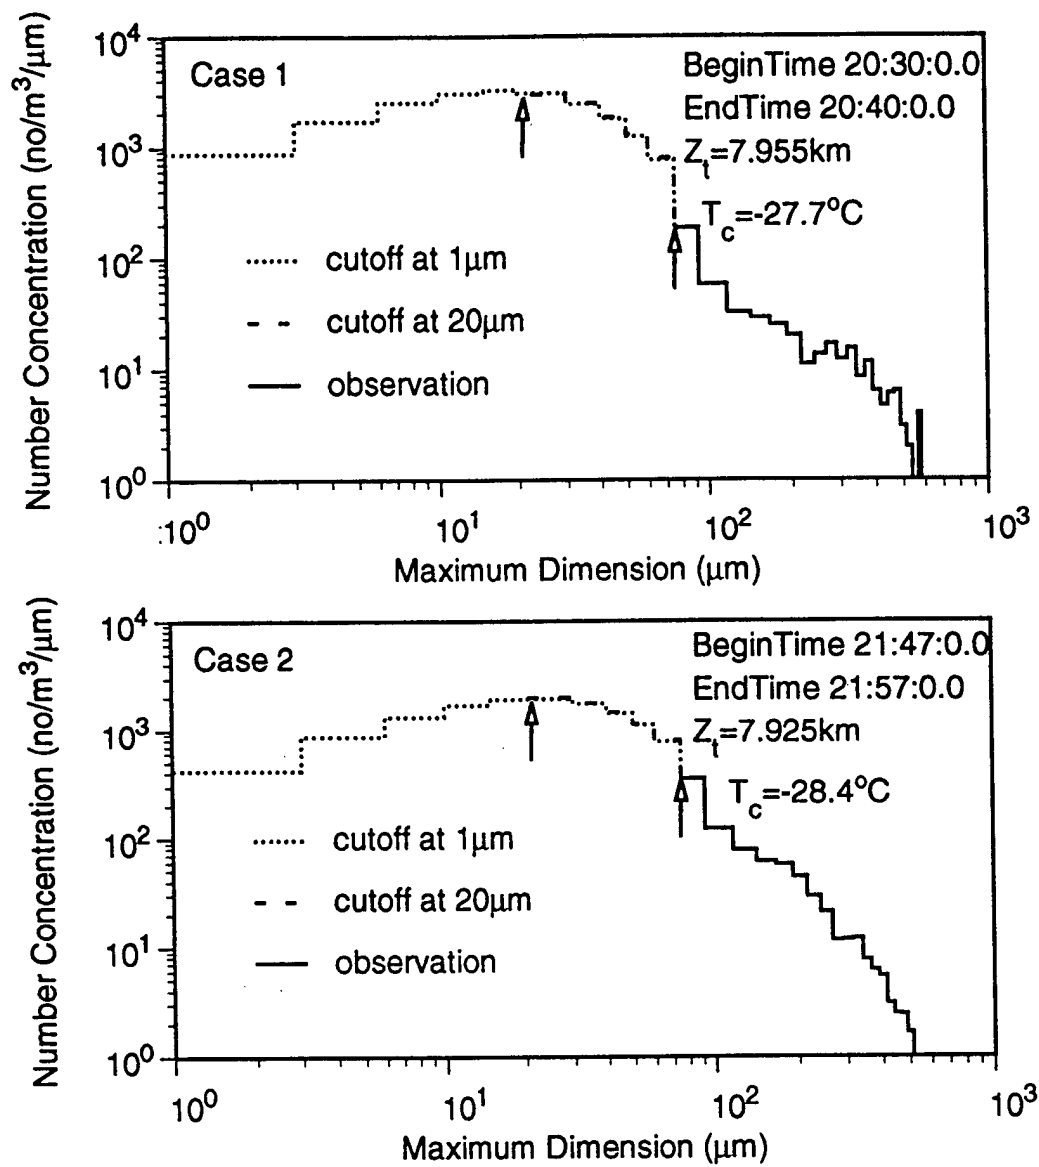 Number Concentration (no/m³/μm)
10⁴
10³
10²
10¹
10⁰
Case 1
BeginTime 20:30:0.0
EndTime 20:40:0.0
Zₜ=7.955km
T_c=-27.7°C
cutoff at 1μm
cutoff at 20μm
observation
10⁰ 10¹ 10² 10³
Maximum Dimension (μm)
Number Concentration (no/m³/μm)
10⁴
10³
10²
10¹
10⁰
Case 2
BeginTime 21:47:0.0
EndTime 21:57:0.0
Zₜ=7.925km
T_c=-28.4°C
cutoff at 1μm
cutoff at 20μm
observation
10⁰ 10¹ 10² 10³
Maximum Dimension (μm)